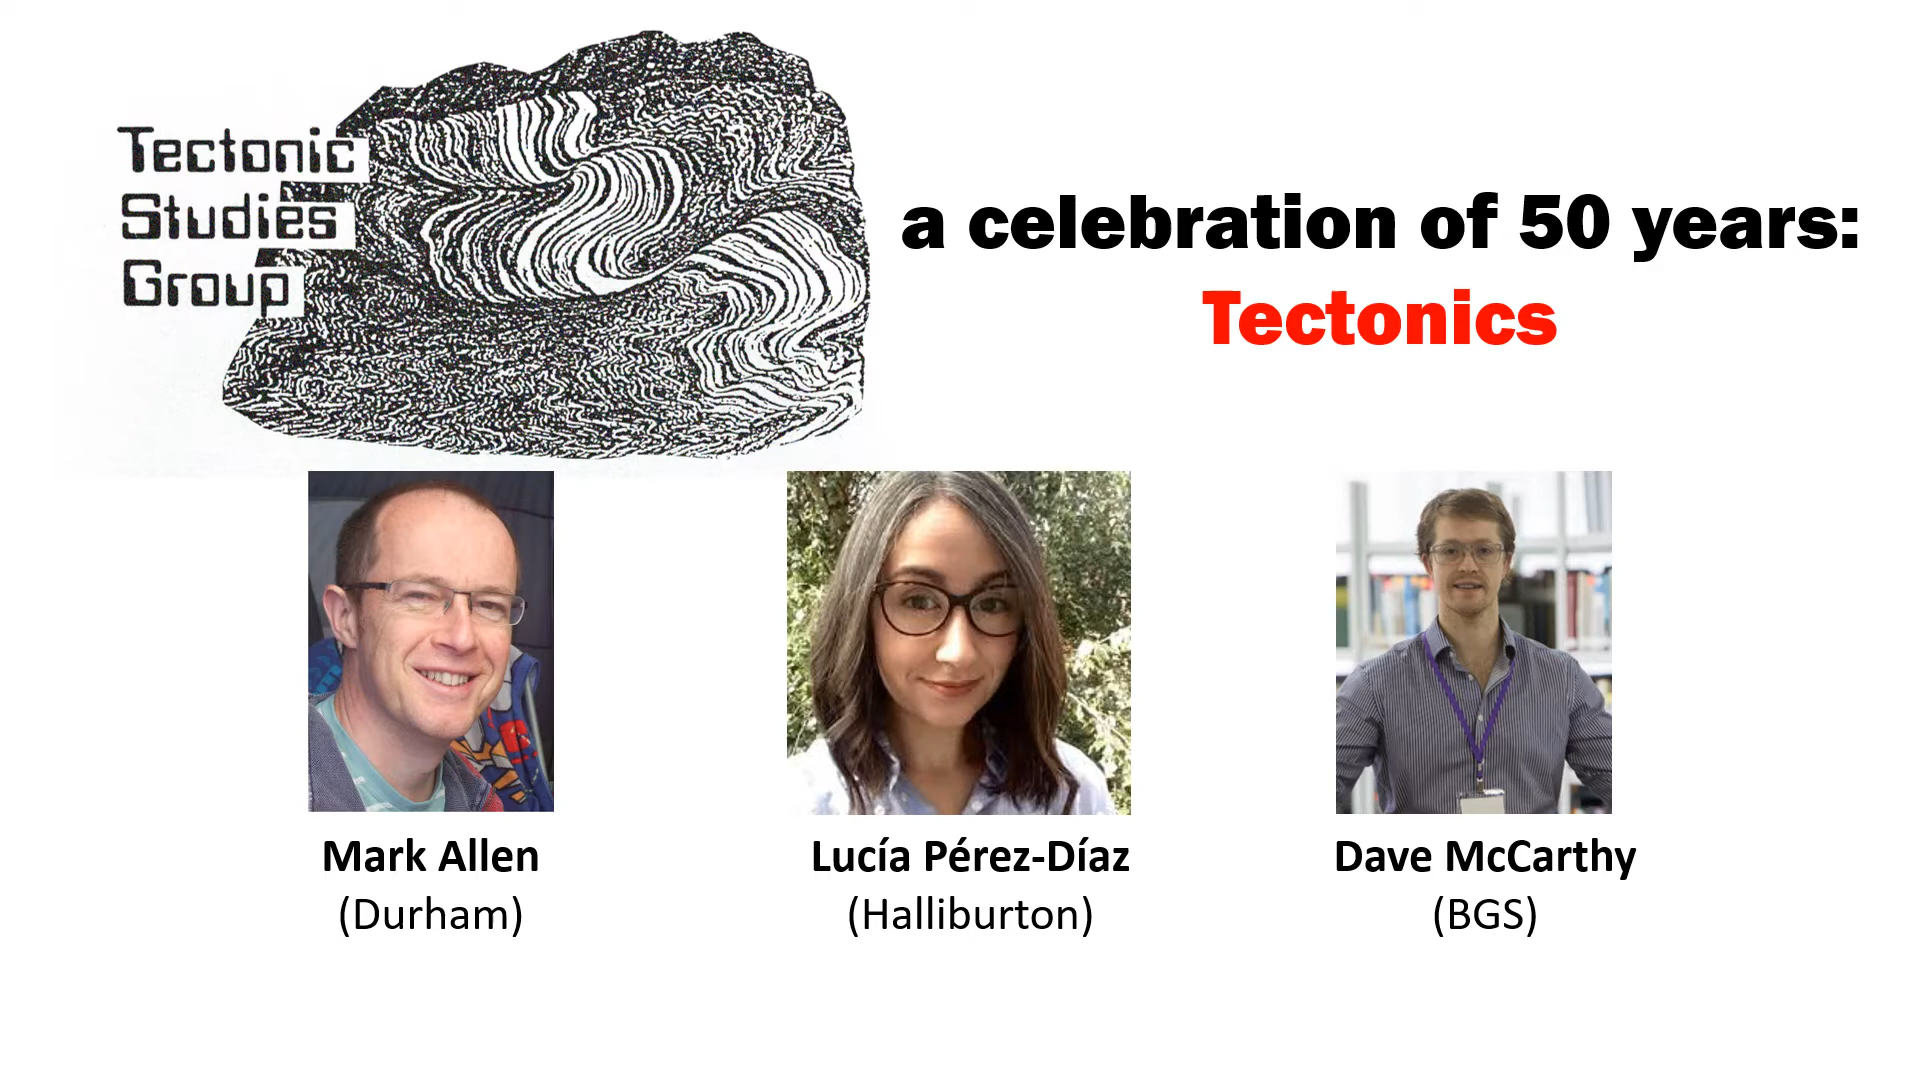 Tectonic
Studies
Group
a celebration of 50 years:
Tectonics
Mark Allen
(Durham)
Lucía Pérez-Díaz
(Halliburton)
Dave McCarthy
(BGS)